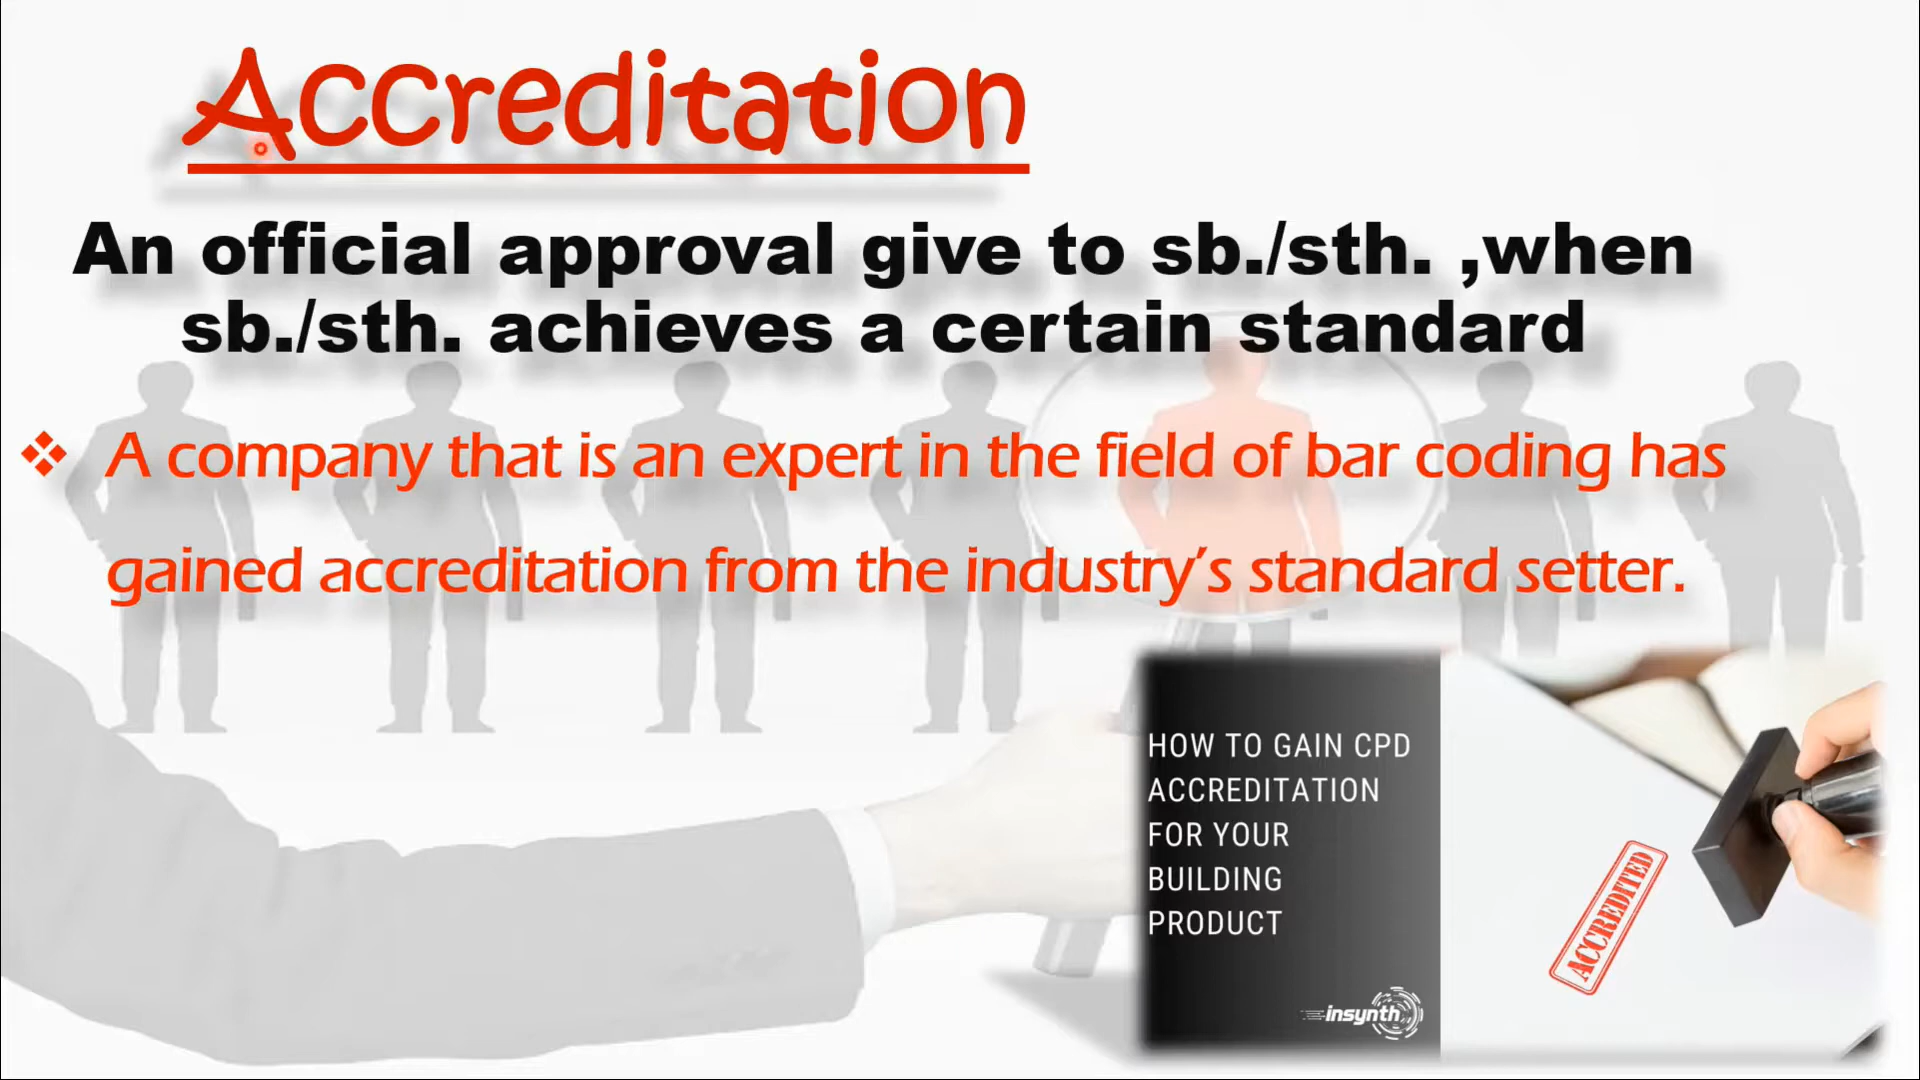 Accreditation
An official approval give to sb./sth. ,when
sb./sth. achieves a certain standard
❖ A company that is an expert in the field of bar coding has
gained accreditation from the industry’s standard setter.
HOW TO GAIN CPD
ACCREDITATION
FOR YOUR
BUILDING
PRODUCT
insynth
ACCREDITED